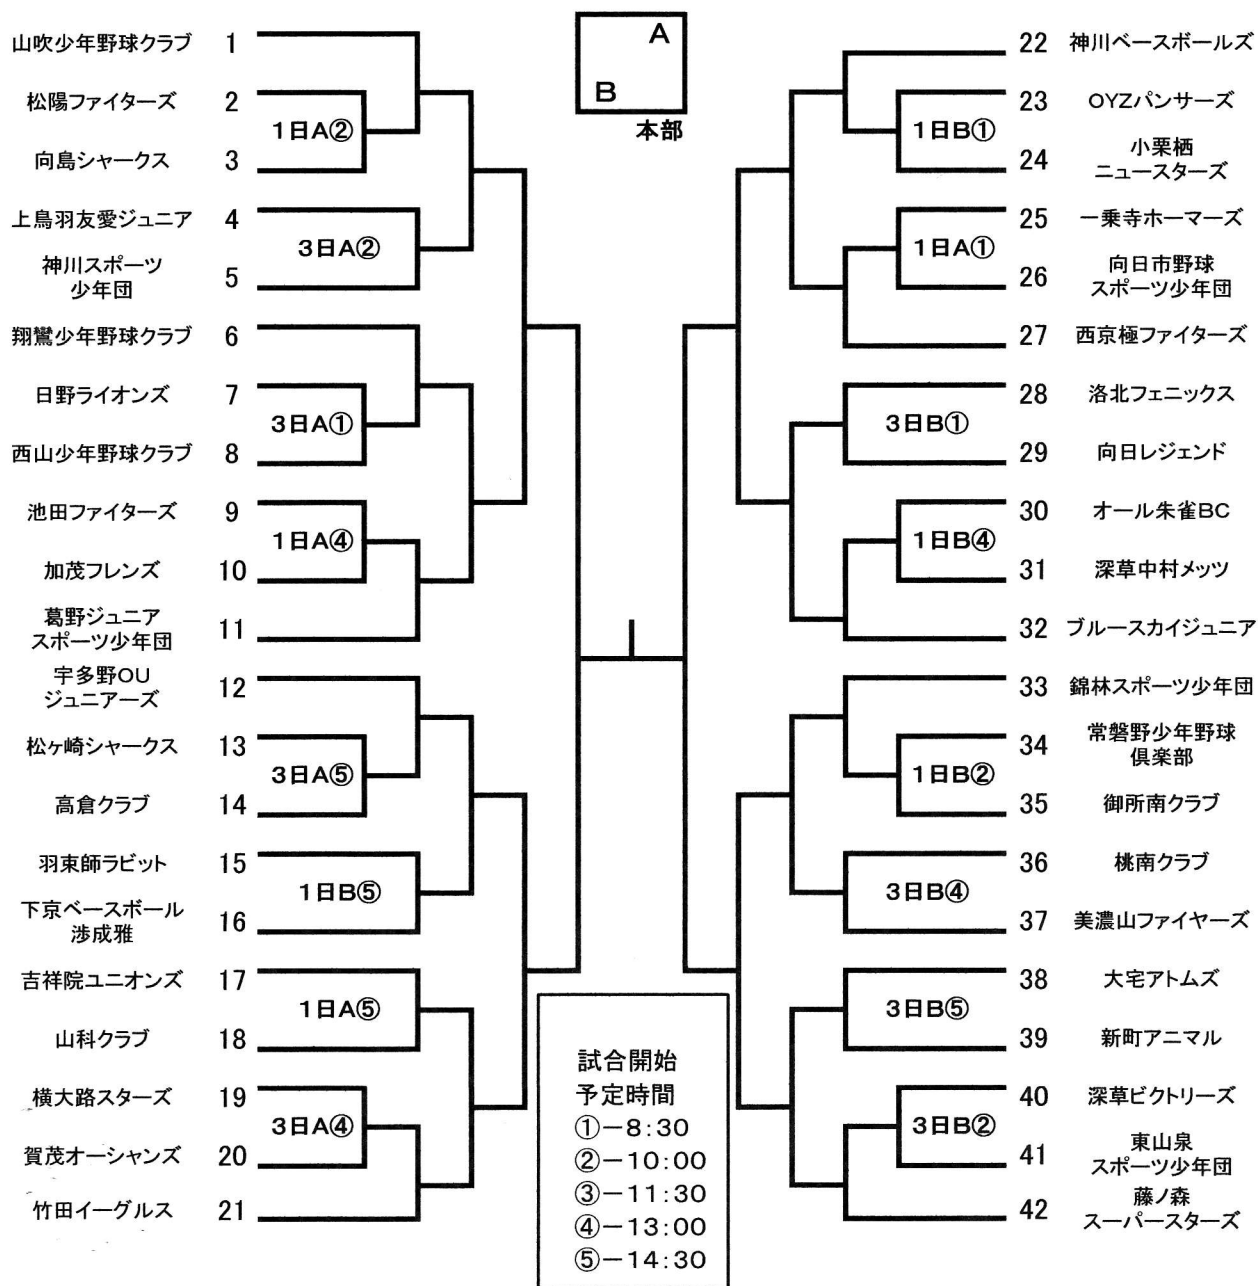 A
B
本部
山吹少年野球クラブ 1
松陽ファイターズ 2
1日A②
向島シャークス 3
上鳥羽友愛ジュニア 4
3日A②
神川スポーツ
少年団 5
翔鸞少年野球クラブ 6
日野ライオンズ 7
3日A①
西山少年野球クラブ 8
池田ファイターズ 9
1日A④
加茂フレンズ 10
葛野ジュニア
スポーツ少年団 11
宇多野OU
ジュニアーズ 12
松ヶ崎シャークス 13
3日A⑤
高倉クラブ 14
羽束師ラビット 15
1日B⑤
下京ベースボール
渉成雅 16
吉祥院ユニオンズ 17
1日A⑤
山科クラブ 18
横大路スターズ 19
3日A④
賀茂オーシャンズ 20
竹田イーグルス 21
22 神川ベースボールズ
23 OYZパンサーズ
1日B①
24 小栗栖
ニュースターズ
25 一乗寺ホーマーズ
1日A①
26 向日市野球
スポーツ少年団
27 西京極ファイターズ
28 洛北フェニックス
3日B①
29 向日レジェンド
30 オール朱雀BC
1日B④
31 深草中村メッツ
32 ブルースカイジュニア
33 錦林スポーツ少年団
34 常磐野少年野球
倶楽部
1日B②
35 御所南クラブ
36 桃南クラブ
3日B④
37 美濃山ファイヤーズ
38 大宅アトムズ
3日B⑤
39 新町アニマル
40 深草ビクトリーズ
3日B②
41 東山泉
スポーツ少年団
42 藤ノ森
スーパースターズ
試合開始
予定時間
①－8:30
②－10:00
③－11:30
④－13:00
⑤－14:30